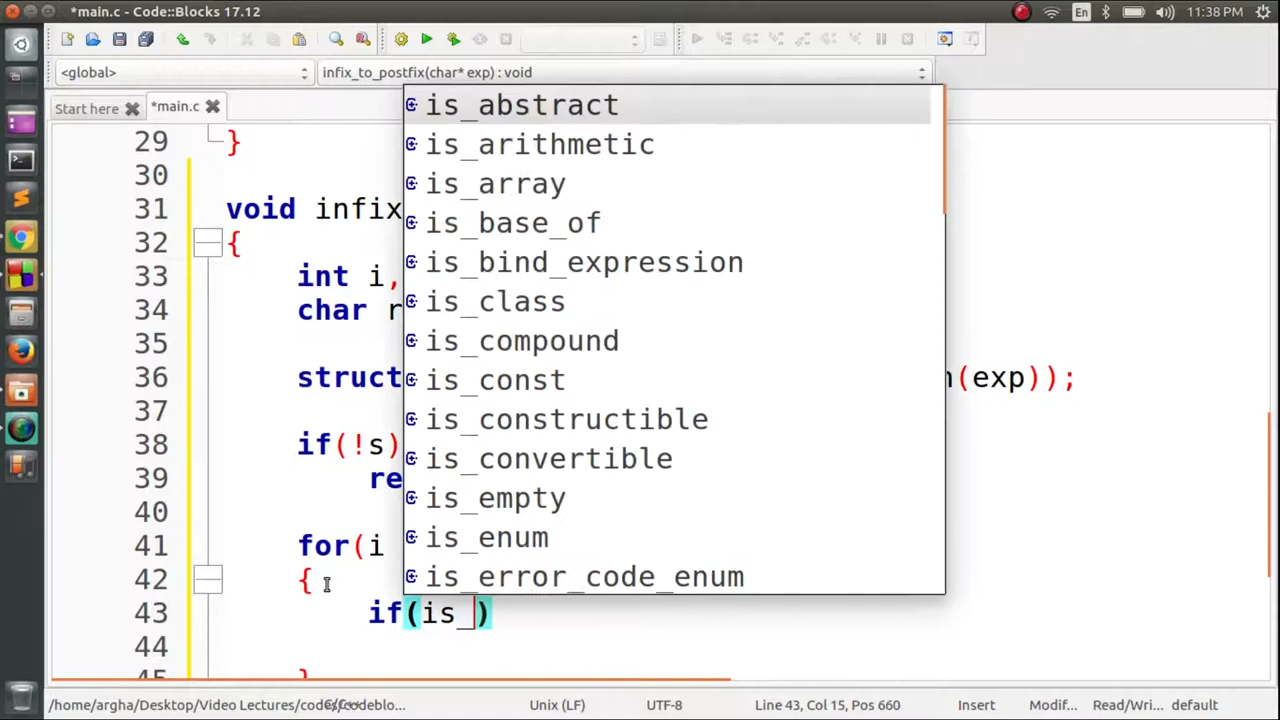 *main.c - Code::Blocks 17.12
En
11:38 PM
<global>
infix_to_postfix(char* exp) : void
Start here
*main.c
is_abstract
is_arithmetic
is_array
is_base_of
is_bind_expression
is_class
is_compound
is_const
is_constructible
is_convertible
is_empty
is_enum
is_error_code_enum
29 }
30
31 void infix
32 {
33 int i,
34 char r
35
36 struct (exp));
37
38 if(!s)
39 re
40
41 for(i
42 {
43 if(is_)
44
45 }
/home/argha/Desktop/Video Lectures/codes/Codeblo...
C/C++
Unix (LF)
UTF-8
Line 43, Col 15, Pos 660
Insert
Modif...
Read/Wri...
default